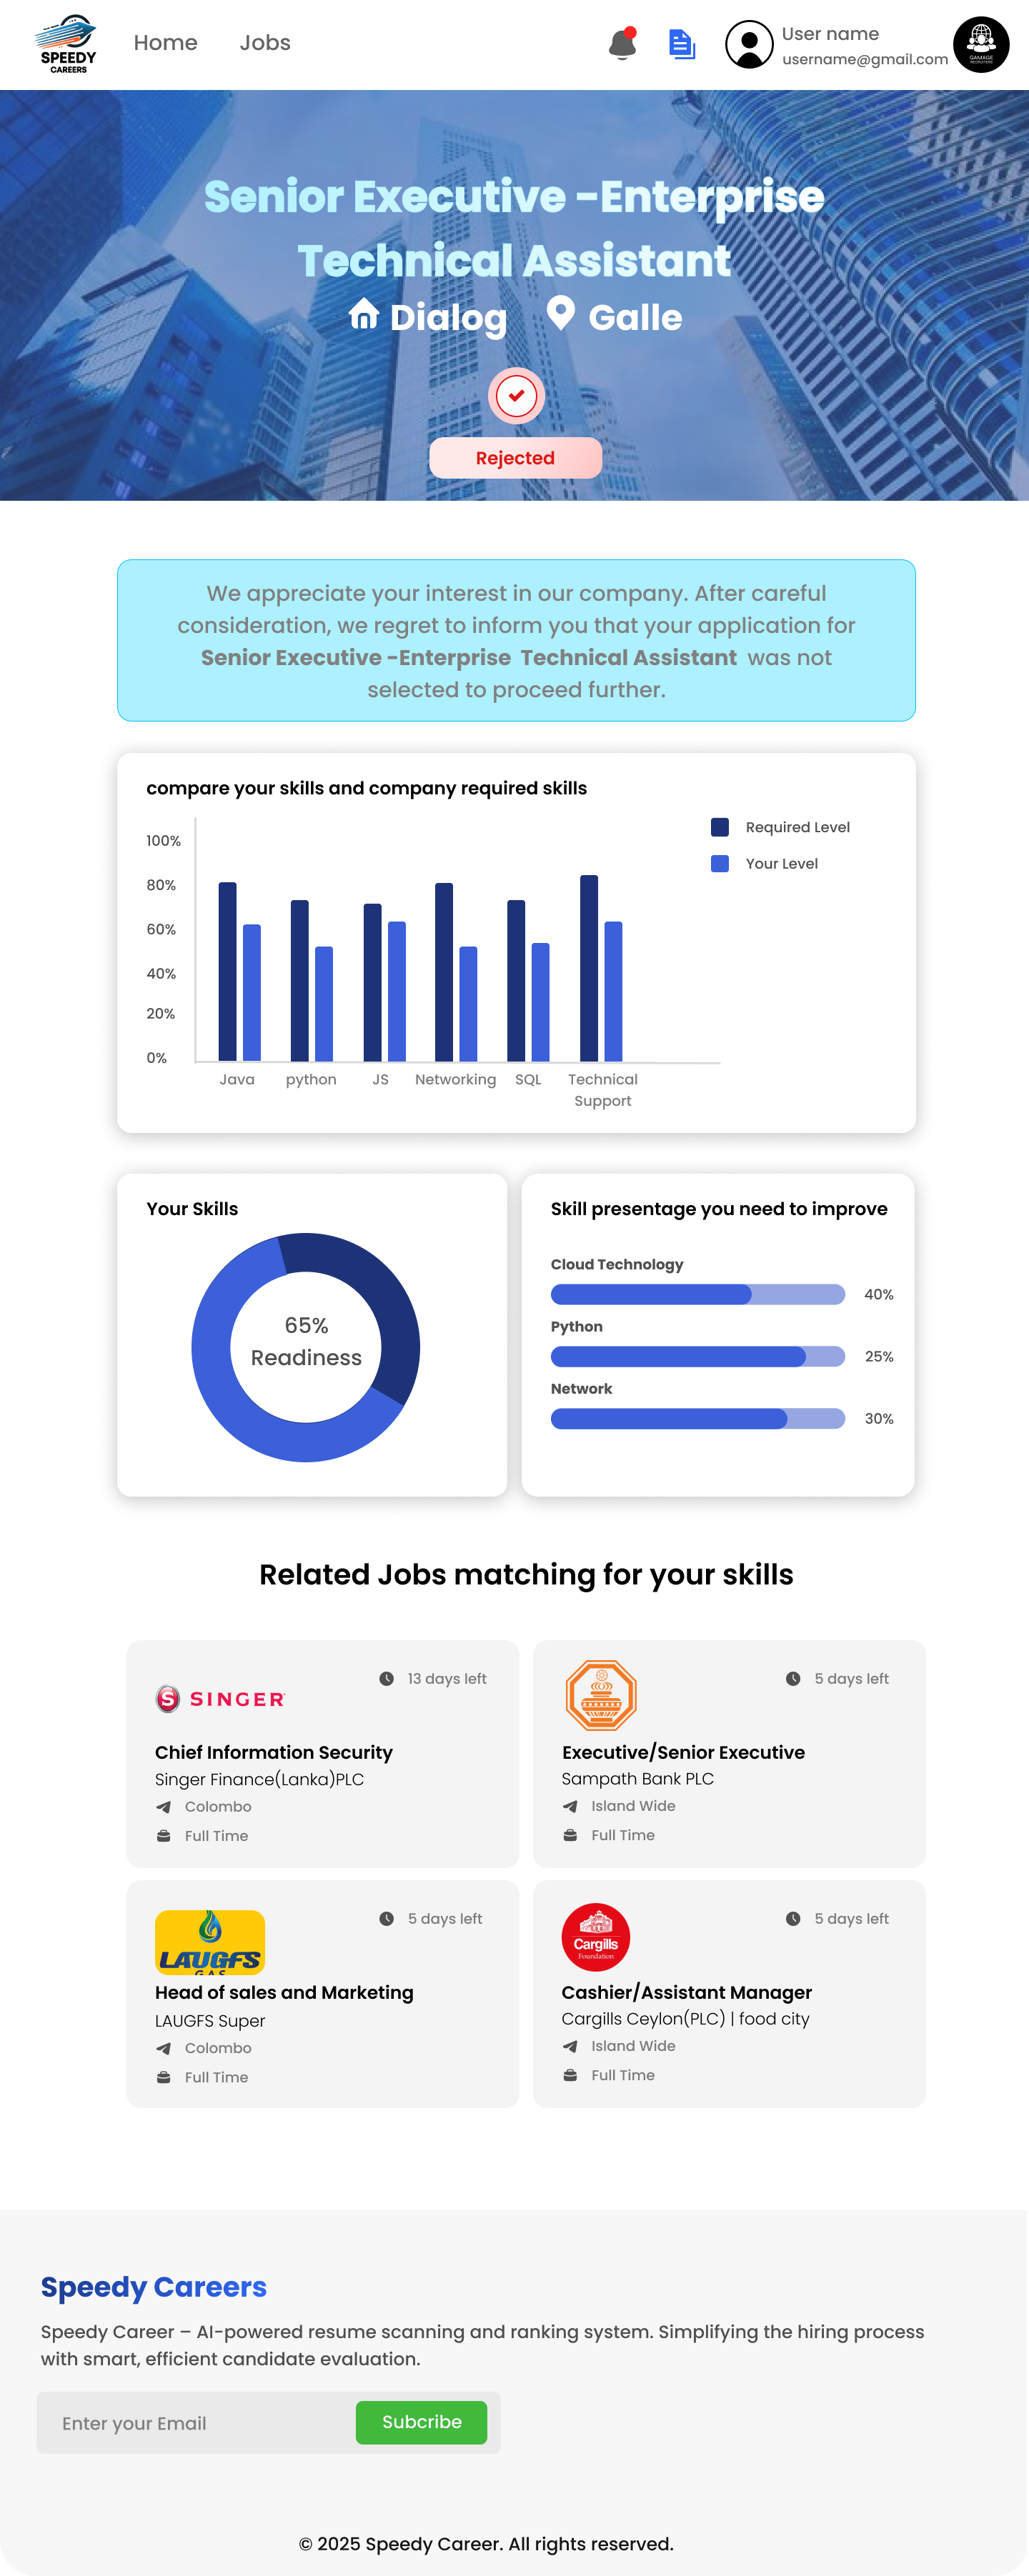 SPEEDY
CAREERS
Home
Jobs
User name
username@gmail.com
GAMAGE
RECRUITERS
Senior Executive -Enterprise
Technical Assistant
Dialog
Galle
Rejected
We appreciate your interest in our company. After careful
consideration, we regret to inform you that your application for
Senior Executive -Enterprise Technical Assistant was not
selected to proceed further.
compare your skills and company required skills
Required Level
Your Level
100%
80%
60%
40%
20%
0%
Java
python
JS
Networking
SQL
Technical
Support
Your Skills
65%
Readiness
Skill presentage you need to improve
Cloud Technology
40%
Python
25%
Network
30%
Related Jobs matching for your skills
13 days left
S SINGER
Chief Information Security
Singer Finance(Lanka)PLC
Colombo
Full Time
5 days left
Executive/Senior Executive
Sampath Bank PLC
Island Wide
Full Time
5 days left
LAUGFS
GAS
Head of sales and Marketing
LAUGFS Super
Colombo
Full Time
5 days left
Cargills
Foundation
Cashier/Assistant Manager
Cargills Ceylon(PLC) | food city
Island Wide
Full Time
Speedy Careers
Speedy Career – AI-powered resume scanning and ranking system. Simplifying the hiring process
with smart, efficient candidate evaluation.
Enter your Email
Subcribe
© 2025 Speedy Career. All rights reserved.